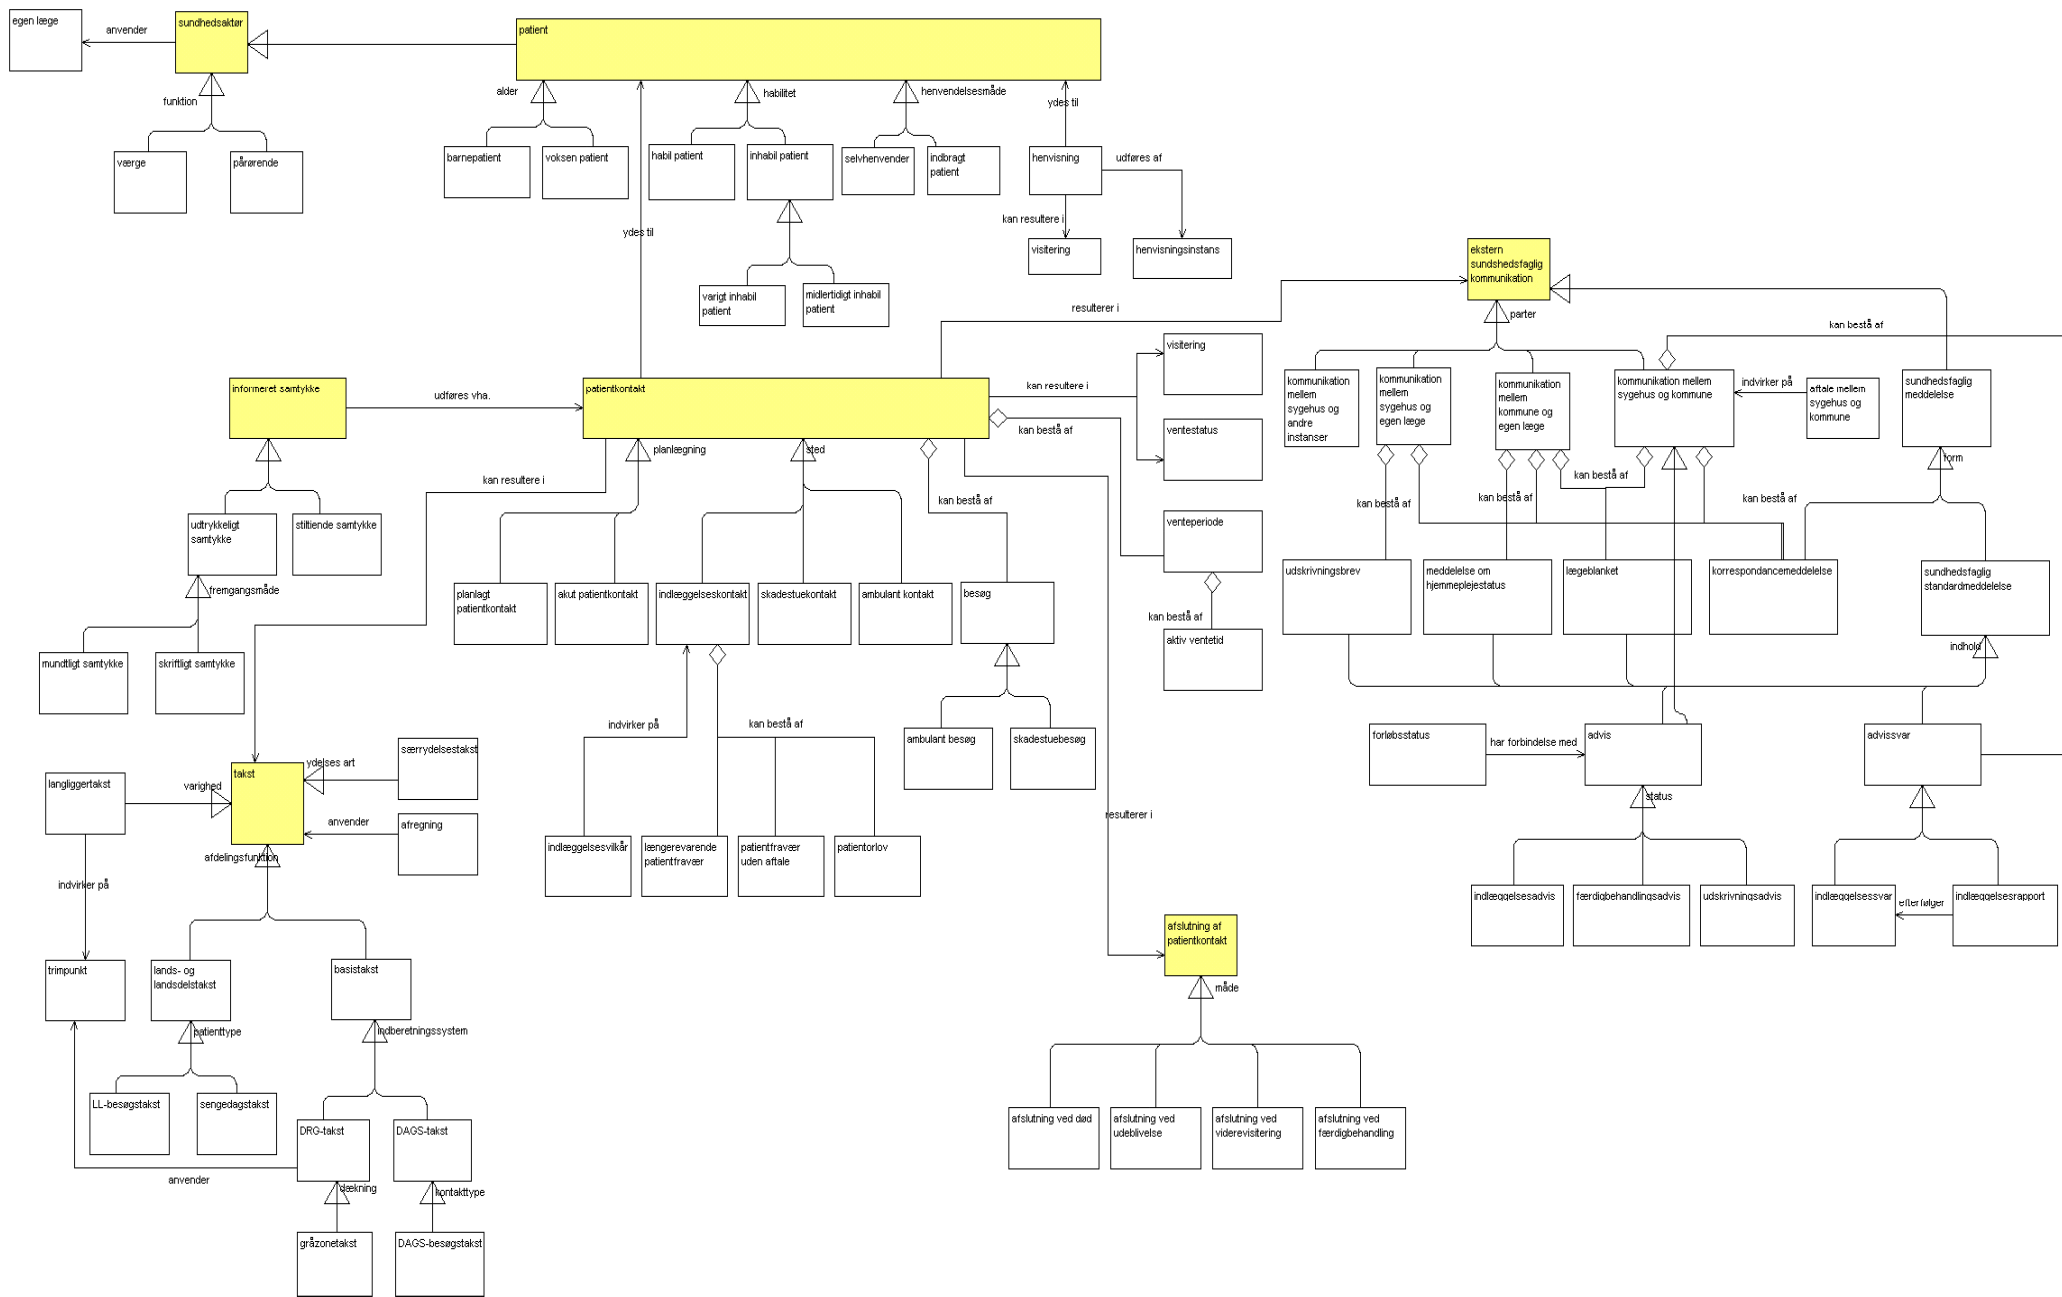 egen læge
anvender
sundhedsaktør
patient
funktion
værge
pårørende
alder
habilitet
henvendelsesmåde
ydes til
barnepatient
voksen patient
habil patient
inhabil patient
selvhenvender
indbragt
patient
henvisning
udføres af
kan resultere i
visitering
henvisningsinstans
ydes til
varigt inhabil
patient
midlertidigt inhabil
patient
ekstern
sundshedsfaglig
kommunikation
resulterer i
parter
kan bestå af
informeret samtykke
udføres vha.
patientkontakt
kan resultere i
visitering
kan bestå af
ventestatus
kommunikation
mellem
sygehus og
andre
instanser
kommunikation
mellem
sygehus og
egen læge
kommunikation
mellem
kommune og
egen læge
kommunikation mellem
sygehus og kommune
indvirker på
aftale mellem
sygehus og
kommune
sundhedsfaglig
meddelelse
planlægning
sted
kan resultere i
kan bestå af
venteperiode
form
kan bestå af
kan bestå af
kan bestå af
kan bestå af
udtrykkeligt
samtykke
stiltiende samtykke
fremgangsmåde
mundtligt samtykke
skriftligt samtykke
planlagt
patientkontakt
akut patientkontakt
indlæggelseskontakt
skadestuekontakt
ambulant kontakt
besøg
kan bestå af
aktiv ventetid
udskrivningsbrev
meddelelse om
hjemmeplejestatus
lægeblanket
korrespondancemeddelelse
sundhedsfaglig
standardmeddelelse
indhold
indvirker på
kan bestå af
ambulant besøg
skadestuebesøg
forløbsstatus
har forbindelse med
advis
advissvar
status
særrydelsestakst
ydelses art
takst
langliggertakst
varighed
anvender
afregning
afdelingsfunktion
indvirker på
indlæggelsesvilkår
længerevarende
patientfravær
patientfravær
uden aftale
patientorlov
resulterer i
indlæggelsesadvis
færdigbehandlingsadvis
udskrivningsadvis
indlæggelsessvar
efterfølger
indlæggelsesrapport
afslutning af
patientkontakt
måde
trimpunkt
lands- og
landsdelstakst
basistakst
patienttype
indberetningssystem
LL-besøgstakst
sengedagstakst
DRG-takst
DAGS-takst
anvender
dækning
kontakttype
gråzonetakst
DAGS-besøgstakst
afslutning ved død
afslutning ved
udeblivelse
afslutning ved
viderevisitering
afslutning ved
færdigbehandling